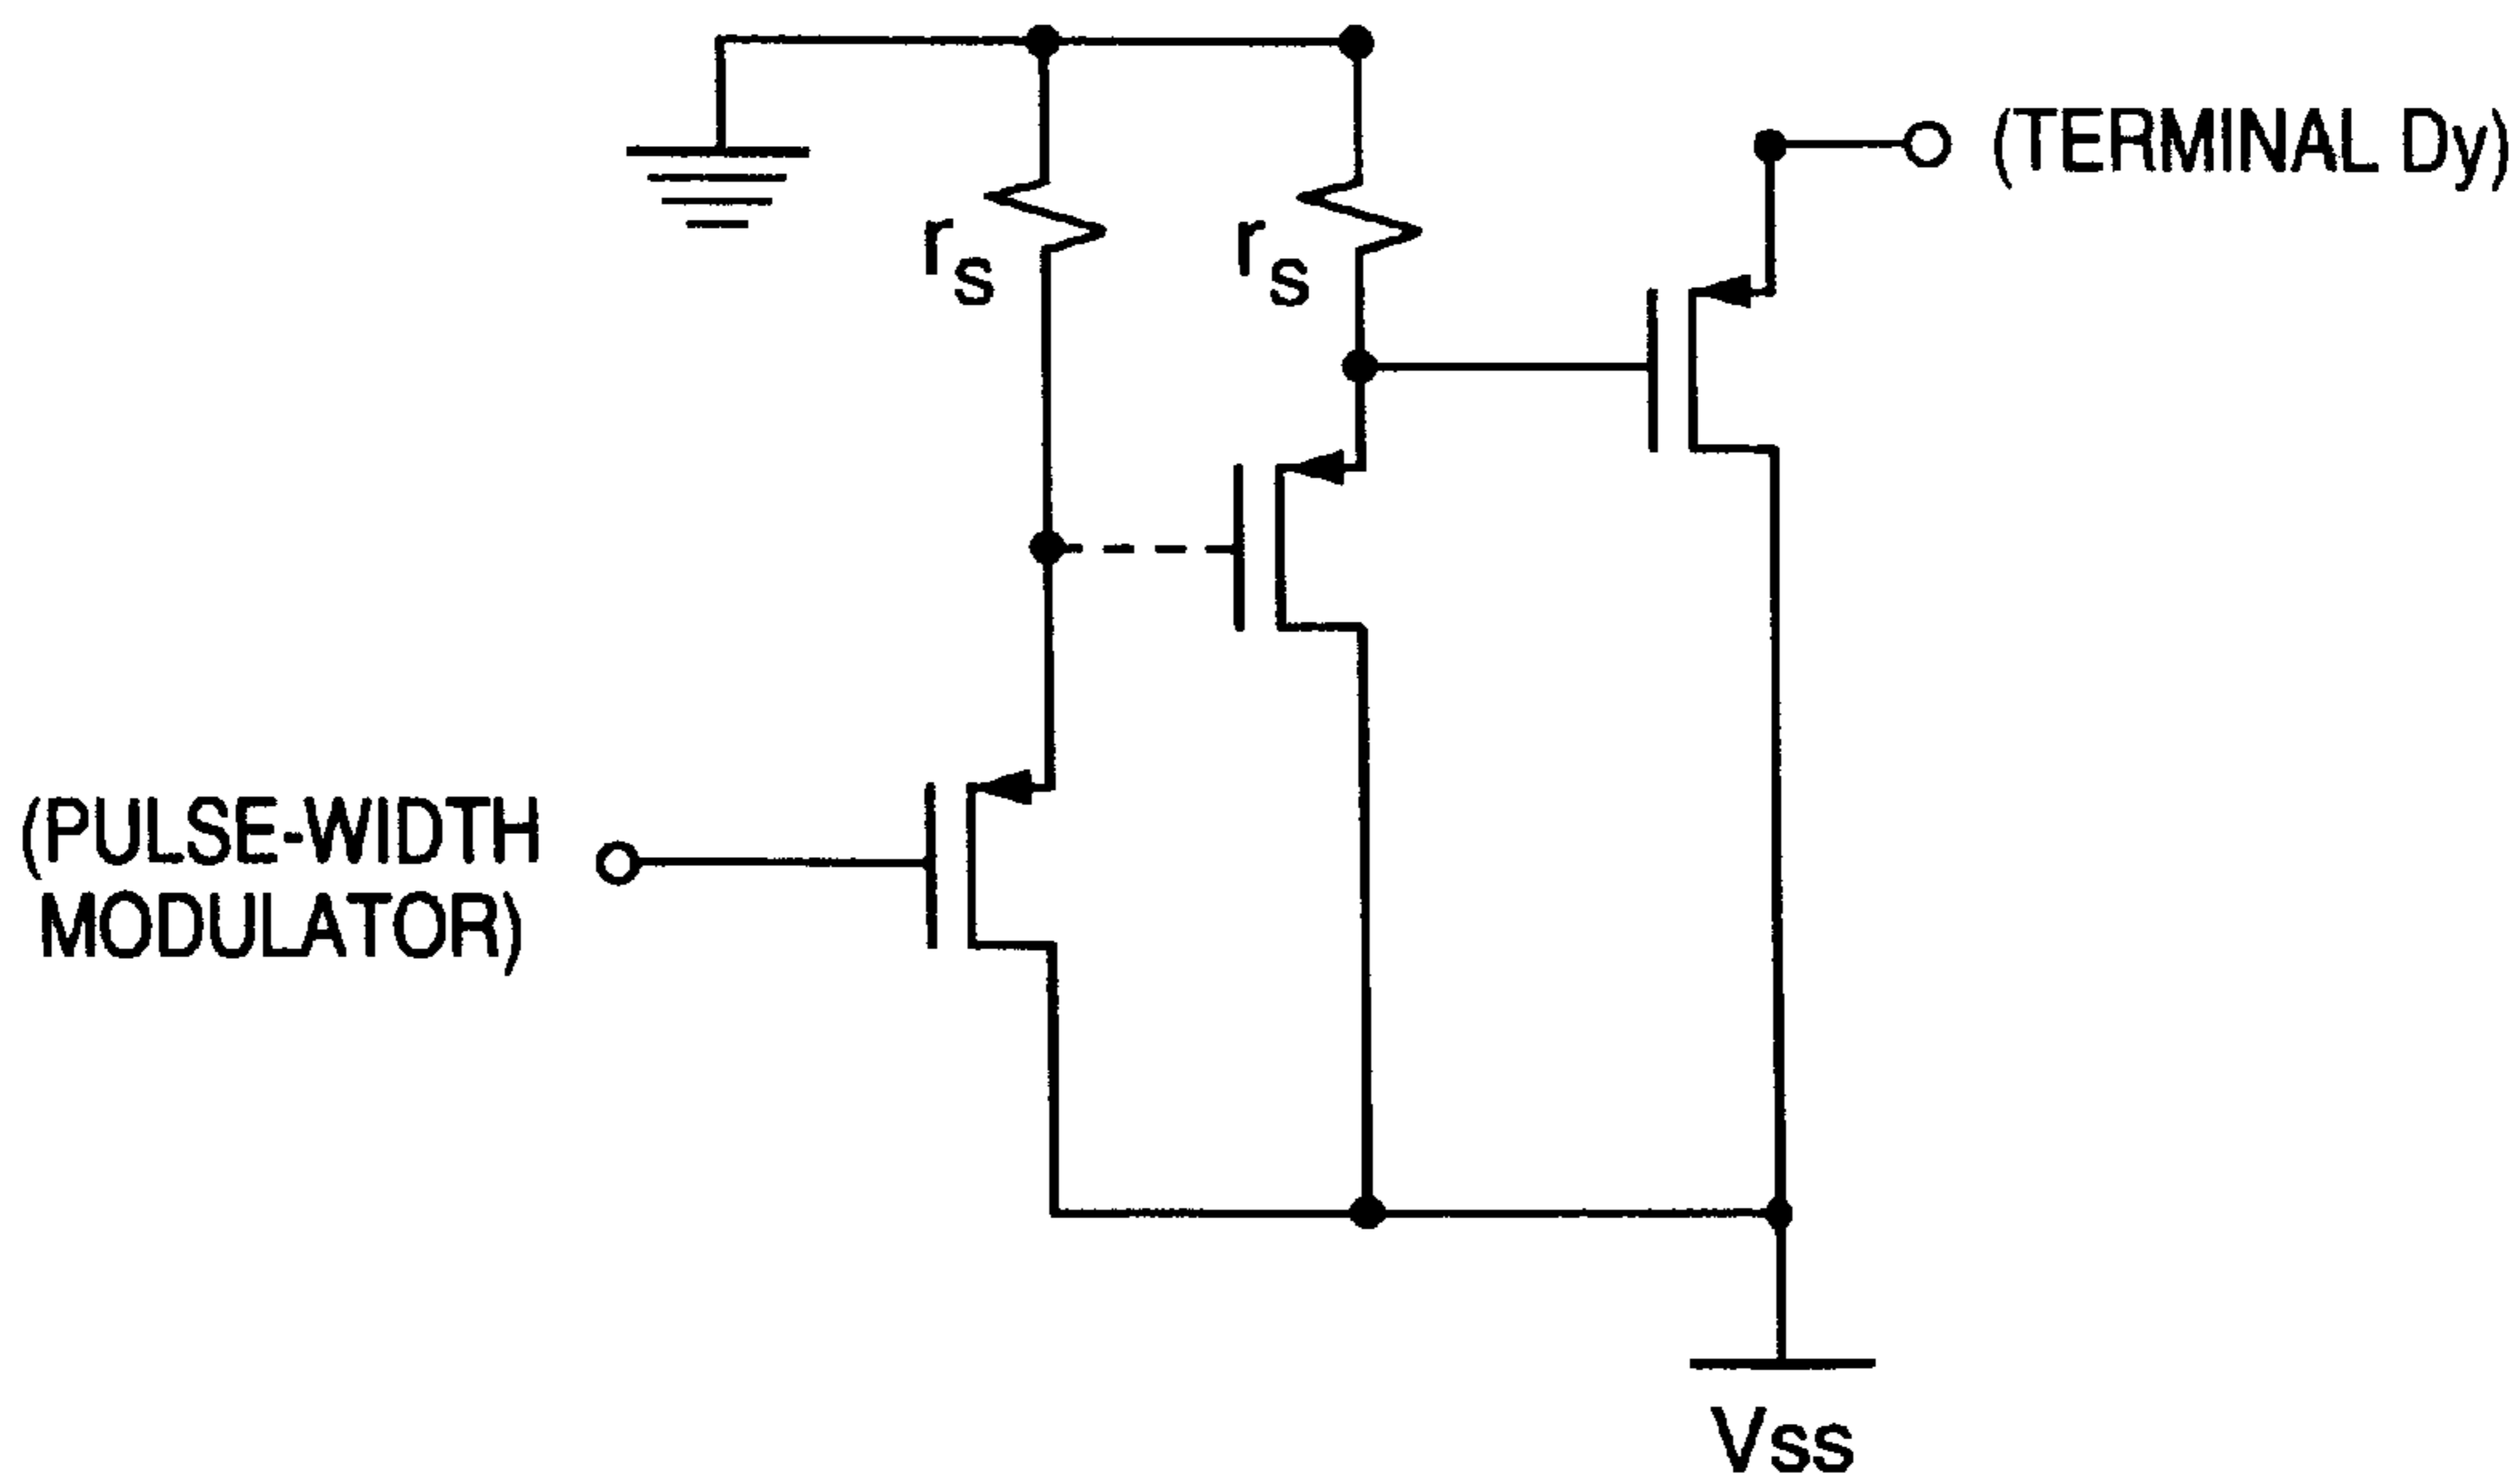 (TERMINAL Dy)
rs
rs
(PULSE-WIDTH
MODULATOR)
Vss